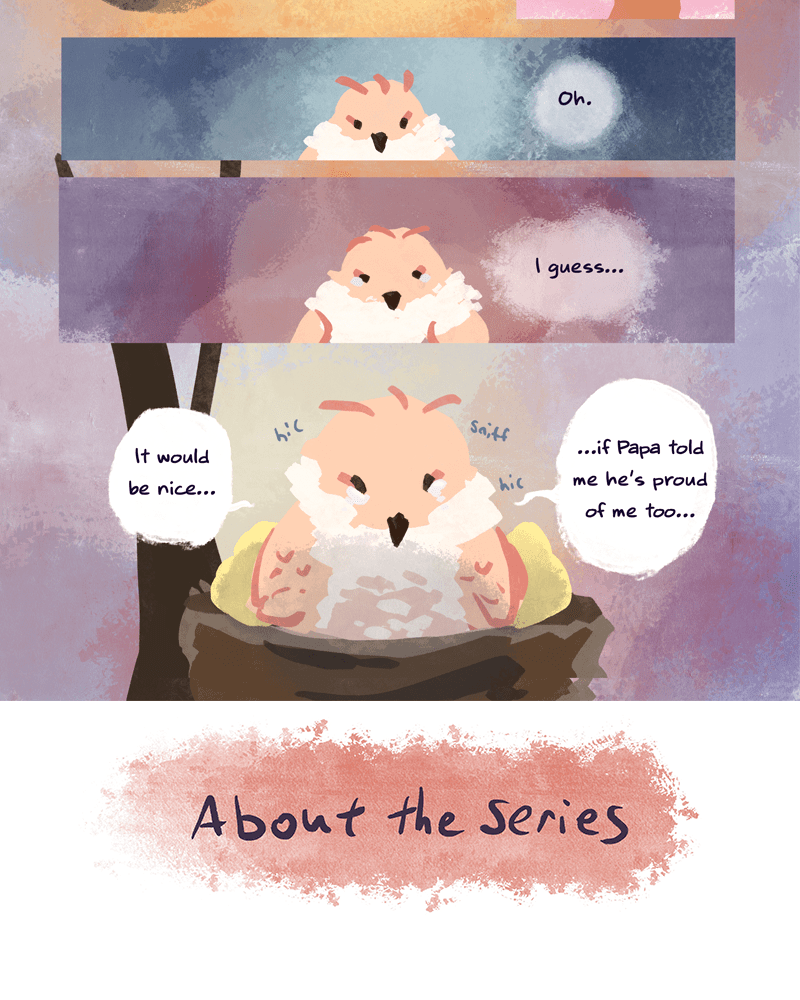 Oh.
I guess...
hic
sniff
hic
It would
be nice...
...if Papa told
me he's proud
of me too...
About the Series